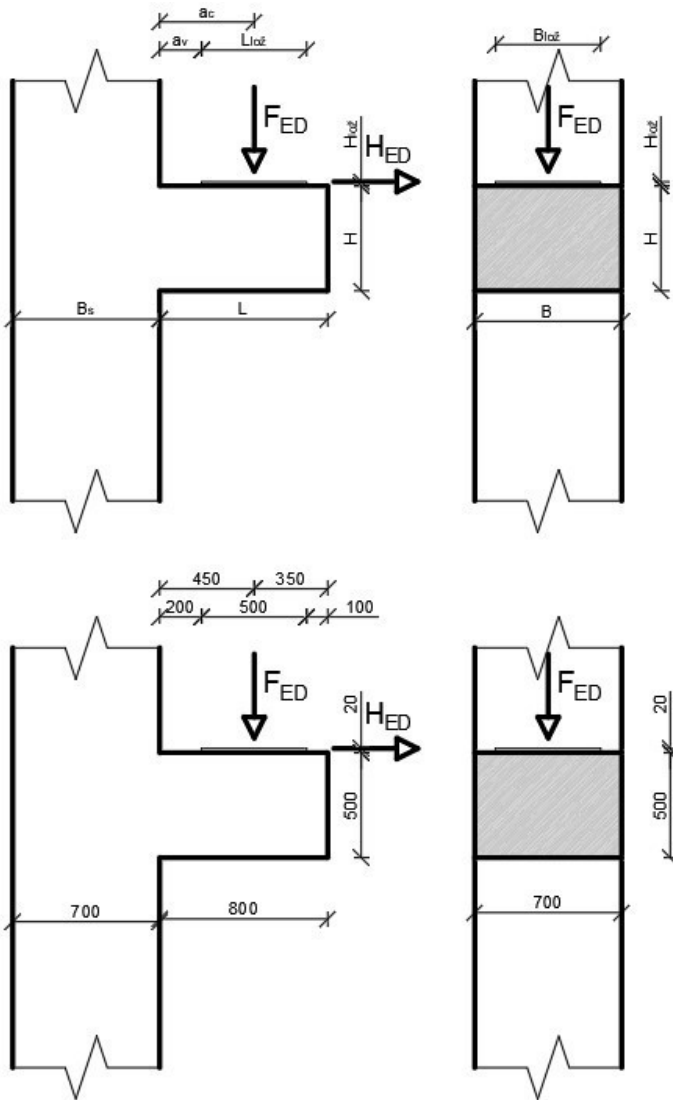 ac
av Llož Blož
FED FED
HED
Hlož Hlož
H H
Bs L B
450 350
200 500 100
FED FED
HED
20 20
500 500
700 800 700